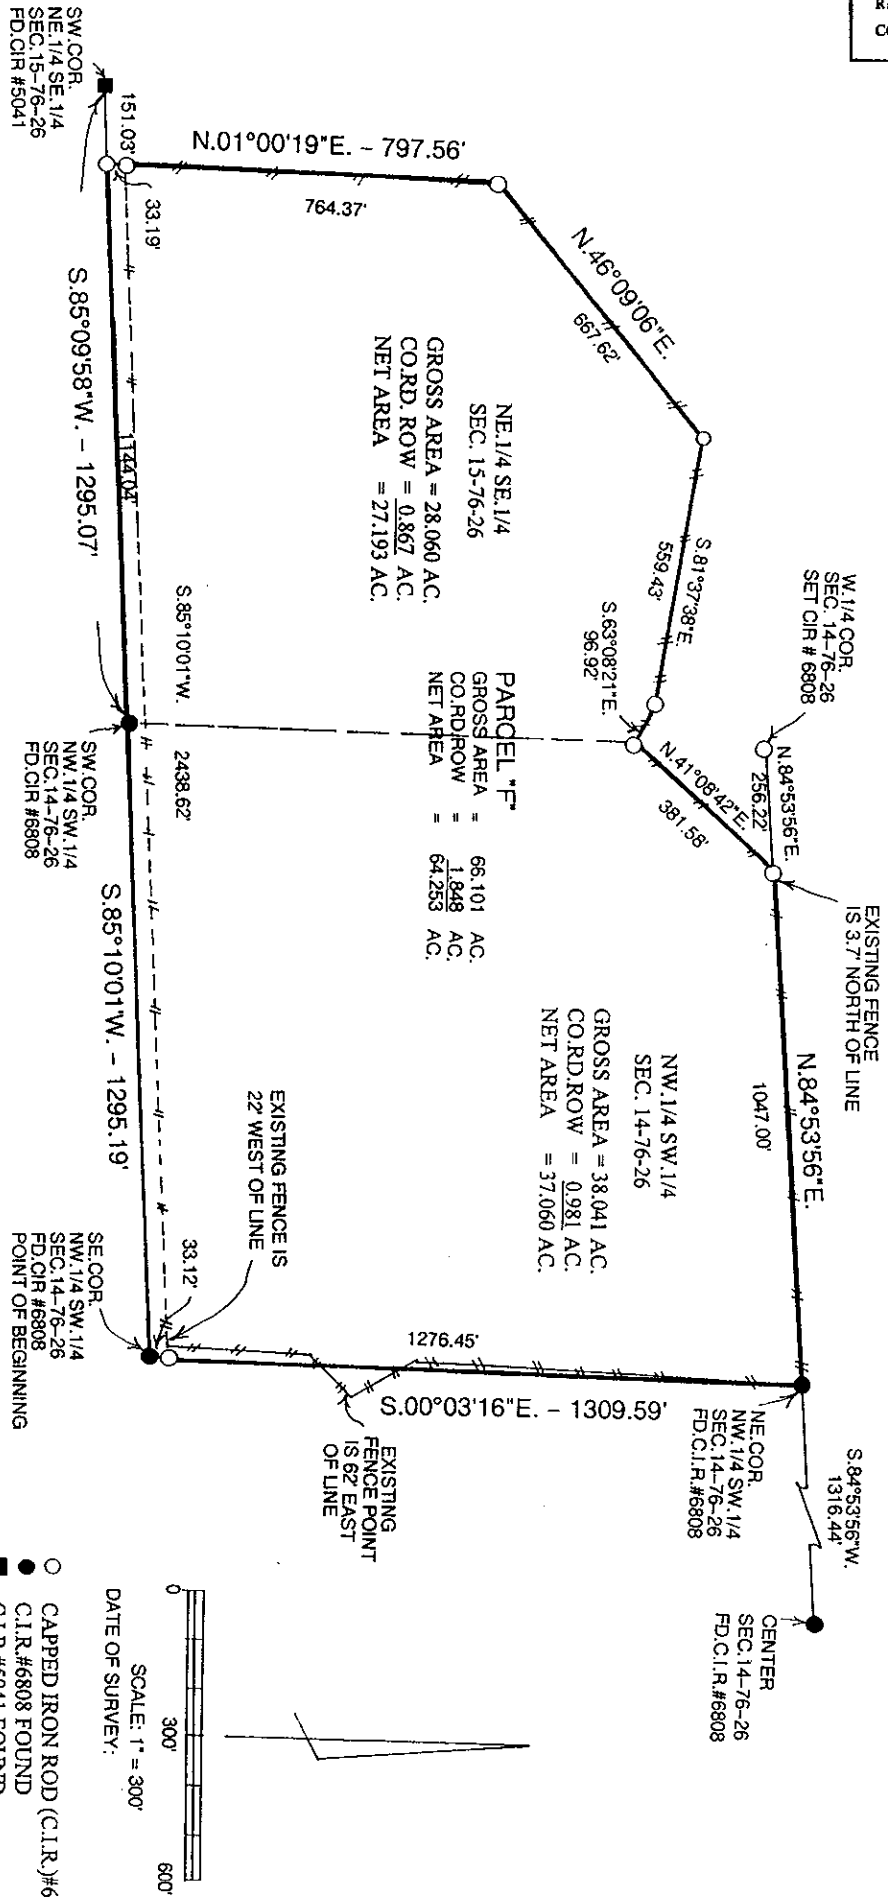 R
CO
SW.COR.
NE.1/4 SE.1/4
SEC.15-76-26
FD.CIR #5041
151.03'
33.19'
N.01°00'19"E. - 797.56'
764.37'
N.46°09'06"E.
667.62'
S.81°37'38"E.
559.43'
S.63°08'21"E.
96.92'
N.41°08'42"E.
381.58'
W.1/4 COR.
SEC. 14-76-26
SET CIR # 6808
N.84°53'56"E.
256.22'
EXISTING FENCE
IS 3.7' NORTH OF LINE
N.84°53'56"E.
1047.00'
NE.1/4 SE.1/4
SEC. 15-76-26
GROSS AREA = 28.060 AC.
CO.RD. ROW = 0.867 AC.
NET AREA = 27.193 AC.
PARCEL "F"
GROSS AREA = 66.101 AC.
CO.RD.ROW = 1.848 AC.
NET AREA = 64.253 AC.
NW.1/4 SW.1/4
SEC. 14-76-26
GROSS AREA = 38.041 AC.
CO.RD.ROW = 0.981 AC.
NET AREA = 37.060 AC.
1144.04'
S.85°09'58"W. - 1295.07'
S.85°10'01"W. 2438.62'
SW.COR.
NW.1/4 SW.1/4
SEC.14-76-26
FD.CIR #6808
S.85°10'01"W. - 1295.19'
EXISTING FENCE IS
22' WEST OF LINE
33.12'
SE.COR.
NW.1/4 SW.1/4
SEC.14-76-26
FD.CIR #6808
POINT OF BEGINNING
1276.45'
S.00°03'16"E. - 1309.59'
EXISTING
FENCE POINT
IS 62' EAST
OF LINE
NE.COR.
NW.1/4 SW.1/4
SEC.14-76-26
FD.C.I.R.#6808
S.84°53'56"W.
1316.44'
CENTER
SEC.14-76-26
FD.C.I.R.#6808
0 300' 600'
SCALE: 1" = 300'
DATE OF SURVEY:
CAPPED IRON ROD (C.I.R.)#6
C.I.R.#6808 FOUND
C.I.R.#5041 FOUND